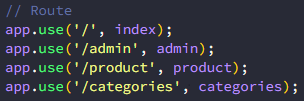 // Route
app.use('/', index);
app.use('/admin', admin);
app.use('/product', product);
app.use('/categories', categories);